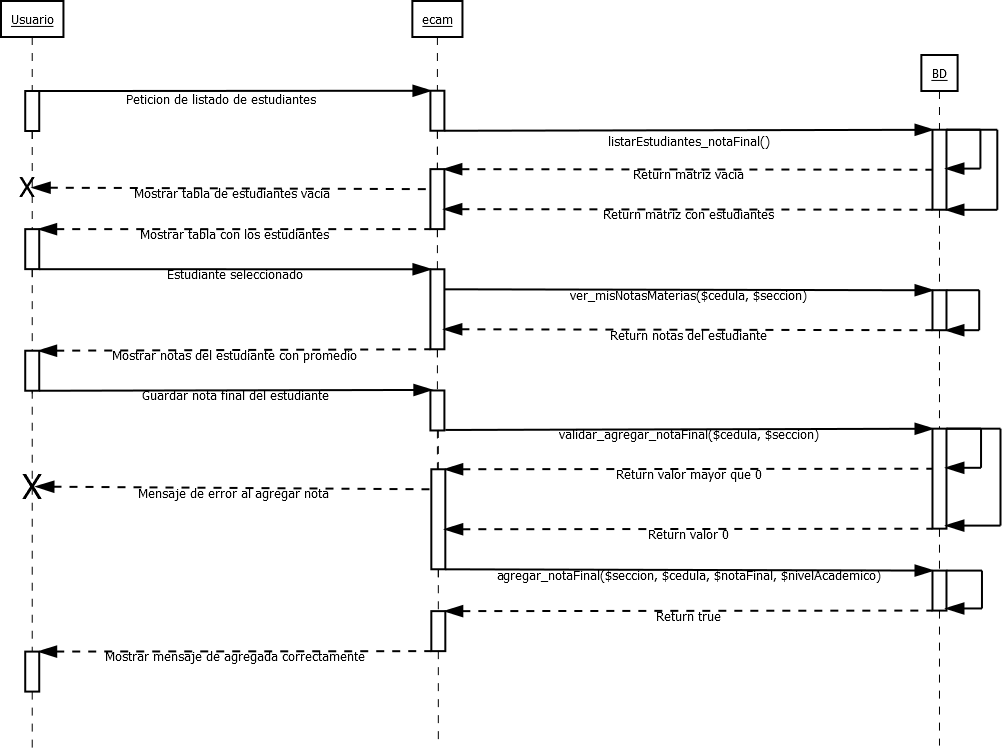 Usuario
ecam
BD
Peticion de listado de estudiantes
listarEstudiantes_notaFinal()
Return matriz vacia
X
Mostrar tabla de estudiantes vacia
Return matriz con estudiantes
Mostrar tabla con los estudiantes
Estudiante seleccionado
ver_misNotasMaterias($cedula, $seccion)
Return notas del estudiante
Mostrar notas del estudiante con promedio
Guardar nota final del estudiante
validar_agregar_notaFinal($cedula, $seccion)
Return valor mayor que 0
X
Mensaje de error al agregar nota
Return valor 0
agregar_notaFinal($seccion, $cedula, $notaFinal, $nivelAcademico)
Return true
Mostrar mensaje de agregada correctamente